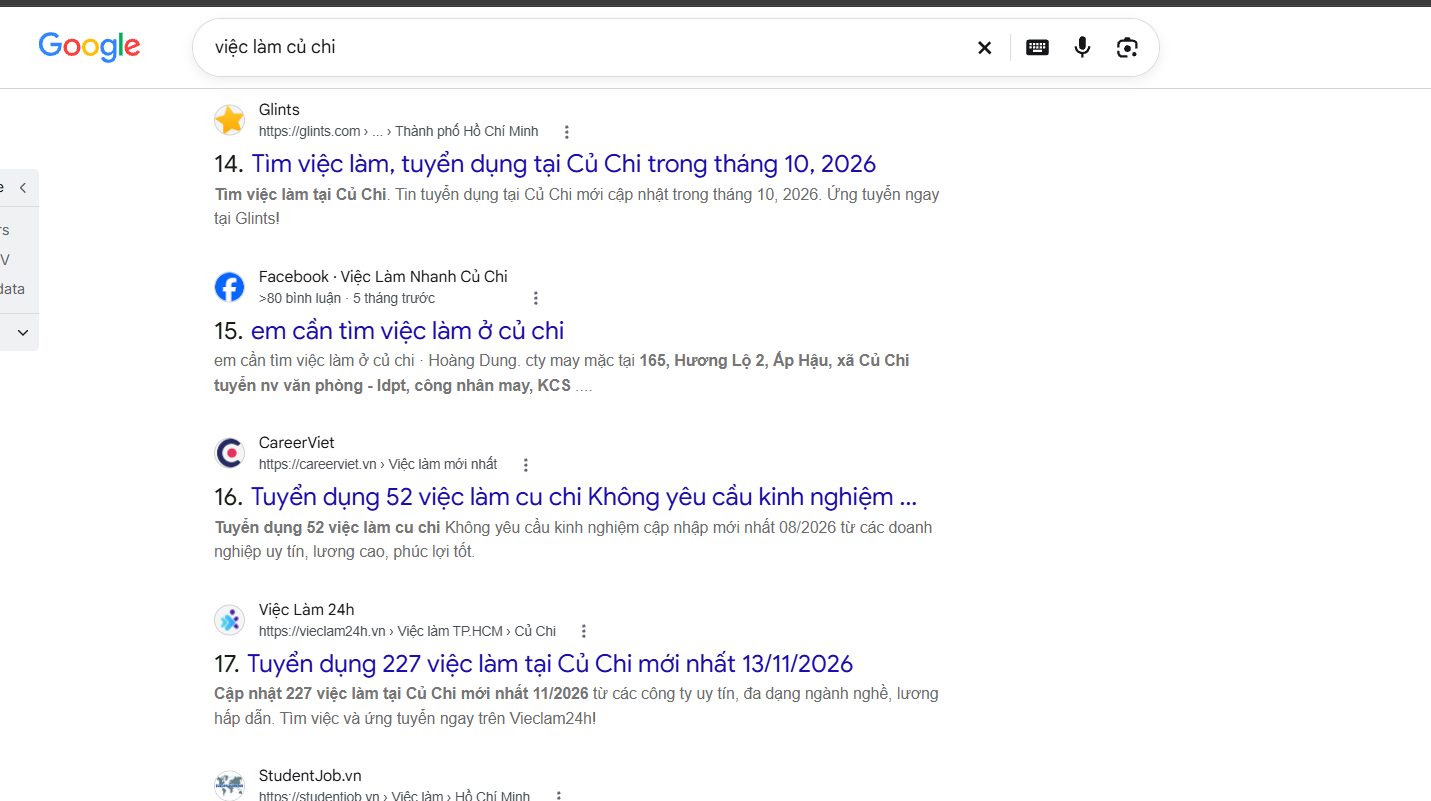 Google
việc làm củ chi
Glints
https://glints.com › ... › Thành phố Hồ Chí Minh
14. Tìm việc làm, tuyển dụng tại Củ Chi trong tháng 10, 2026
Tìm việc làm tại Củ Chi. Tin tuyển dụng tại Củ Chi mới cập nhật trong tháng 10, 2026. Ứng tuyển ngay
tại Glints!
Facebook · Việc Làm Nhanh Củ Chi
>80 bình luận · 5 tháng trước
15. em cần tìm việc làm ở củ chi
em cần tìm việc làm ở củ chi · Hoàng Dung. cty may mặc tại 165, Hương Lộ 2, Ấp Hậu, xã Củ Chi
tuyển nv văn phòng - ldpt, công nhân may, KCS ....
CareerViet
https://careerviet.vn › Việc làm mới nhất
16. Tuyển dụng 52 việc làm cu chi Không yêu cầu kinh nghiệm ...
Tuyển dụng 52 việc làm cu chi Không yêu cầu kinh nghiệm cập nhập mới nhất 08/2026 từ các doanh
nghiệp uy tín, lương cao, phúc lợi tốt.
Việc Làm 24h
https://vieclam24h.vn › Việc làm TP.HCM › Củ Chi
17. Tuyển dụng 227 việc làm tại Củ Chi mới nhất 13/11/2026
Cập nhật 227 việc làm tại Củ Chi mới nhất 11/2026 từ các công ty uy tín, đa dạng ngành nghề, lương
hấp dẫn. Tìm việc và ứng tuyển ngay trên Vieclam24h!
StudentJob.vn
https://studentjob.vn › Việc làm › Hồ Chí Minh
e
rs
V
data